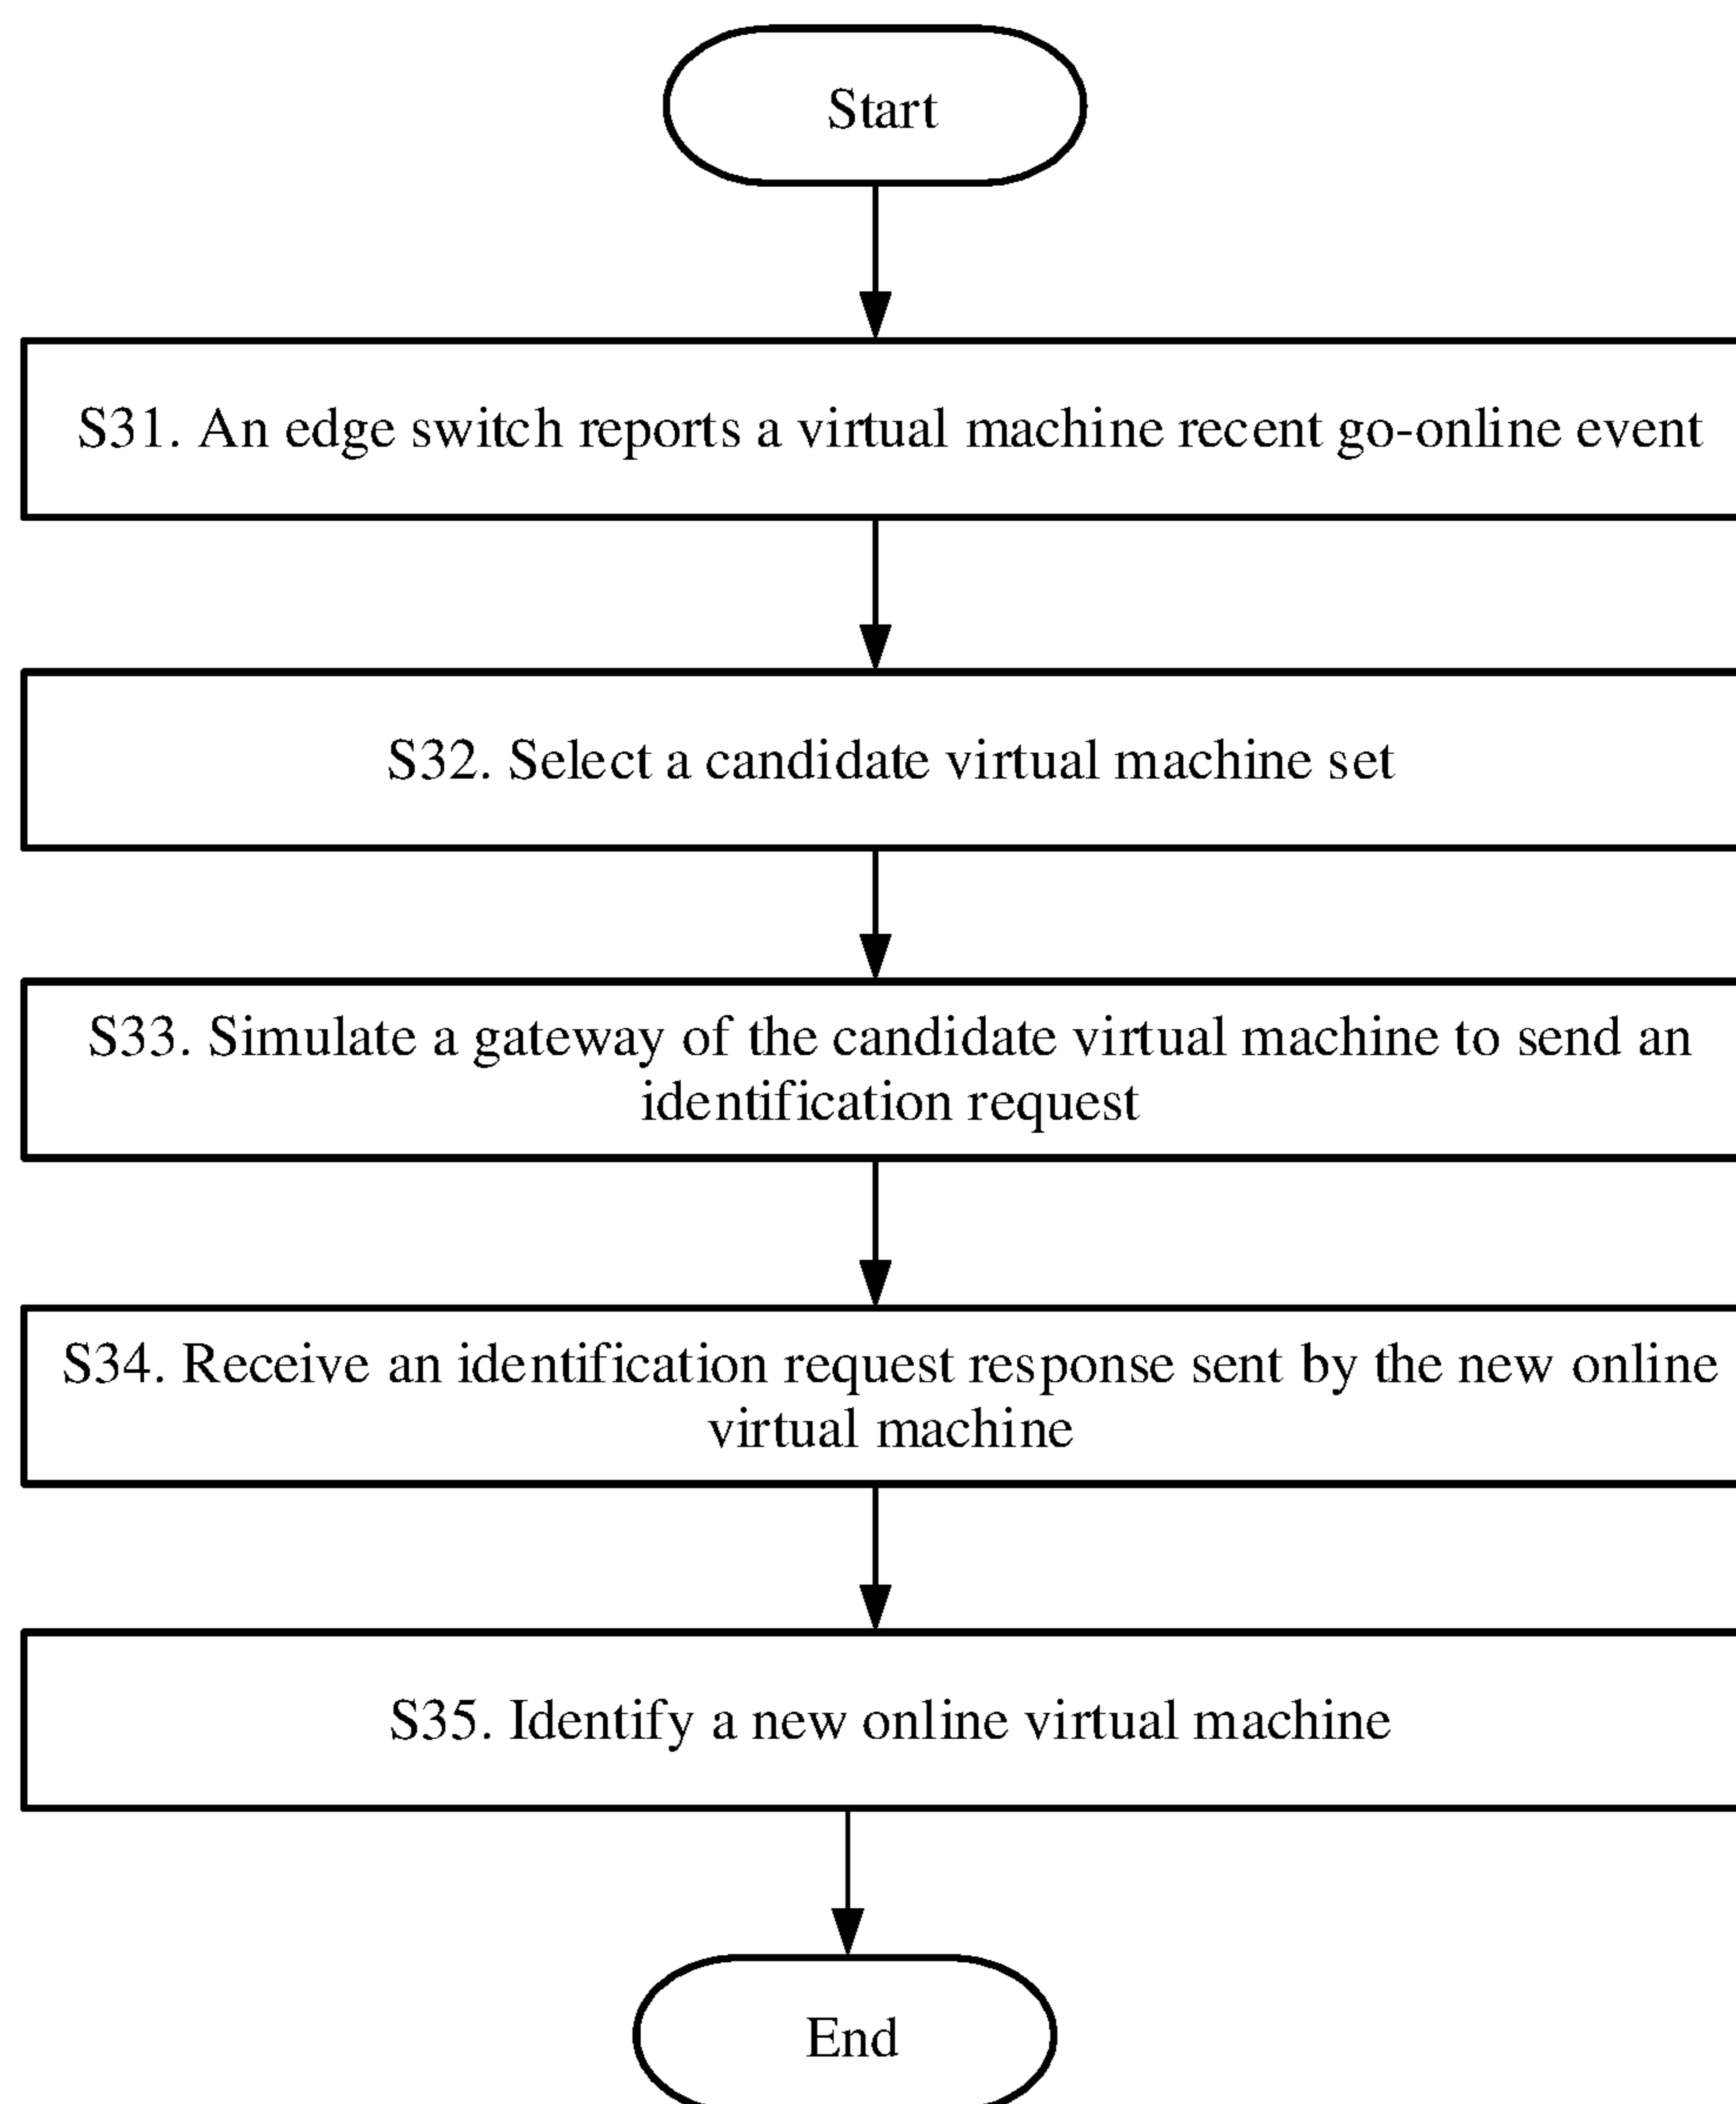 Start
S31. An edge switch reports a virtual machine recent go-online event
S32. Select a candidate virtual machine set
S33. Simulate a gateway of the candidate virtual machine to send an
identification request
S34. Receive an identification request response sent by the new online
virtual machine
S35. Identify a new online virtual machine
End